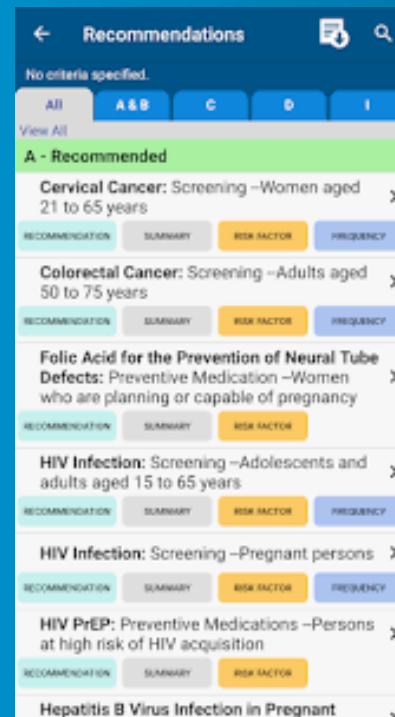 Recommendations
No criteria specified.
All A & B C D I
View All
A - Recommended
Cervical Cancer: Screening –Women aged
21 to 65 years
RECOMMENDATION SUMMARY RISK FACTOR FREQUENCY
Colorectal Cancer: Screening –Adults aged
50 to 75 years
RECOMMENDATION SUMMARY RISK FACTOR FREQUENCY
Folic Acid for the Prevention of Neural Tube
Defects: Preventive Medication –Women
who are planning or capable of pregnancy
RECOMMENDATION SUMMARY RISK FACTOR
HIV Infection: Screening –Adolescents and
adults aged 15 to 65 years
RECOMMENDATION SUMMARY RISK FACTOR FREQUENCY
HIV Infection: Screening –Pregnant persons
RECOMMENDATION SUMMARY RISK FACTOR FREQUENCY
HIV PrEP: Preventive Medications –Persons
at high risk of HIV acquisition
RECOMMENDATION SUMMARY RISK FACTOR
Hepatitis B Virus Infection in Pregnant